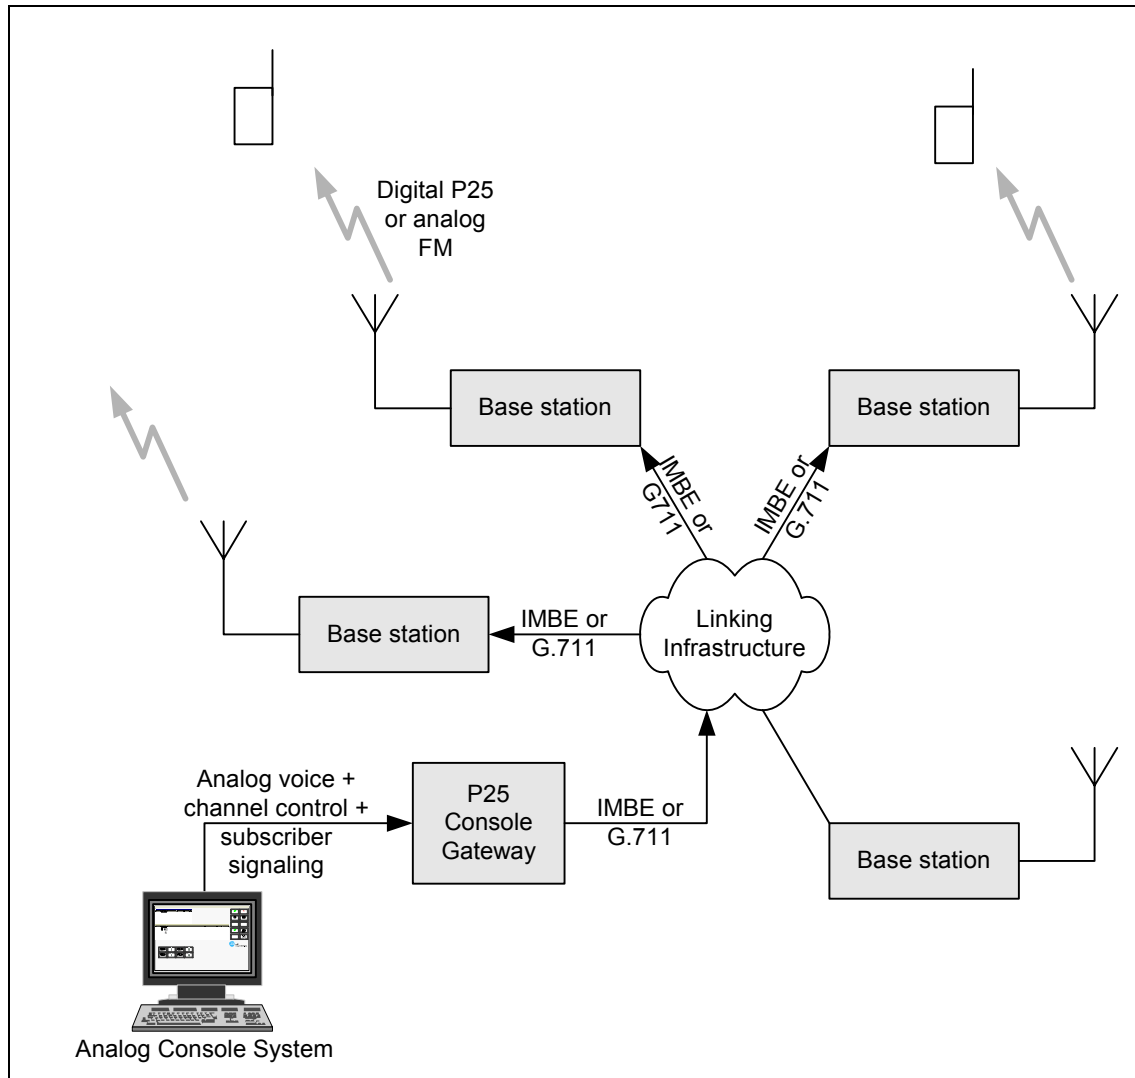 Digital P25
or analog
FM
Base station
Base station
IMBE or
G711
IMBE or
G.711
Base station
IMBE or
G.711
Linking
Infrastructure
Analog voice +
channel control +
subscriber
signaling
P25
Console
Gateway
IMBE or
G.711
Base station
Analog Console System